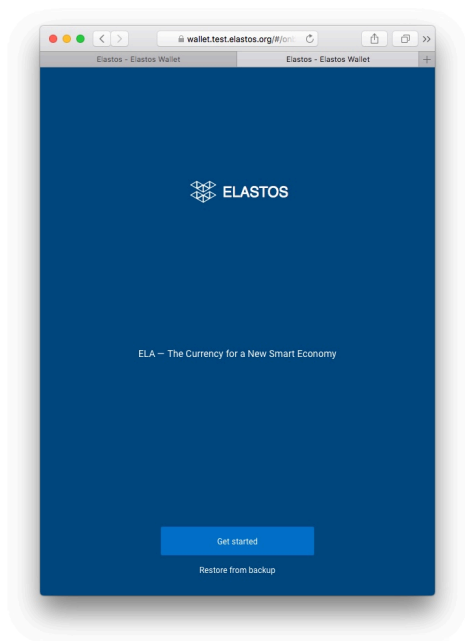 wallet.test.elastos.org/#/on
Elastos - Elastos Wallet
Elastos - Elastos Wallet
ELASTOS
ELA — The Currency for a New Smart Economy
Get started
Restore from backup